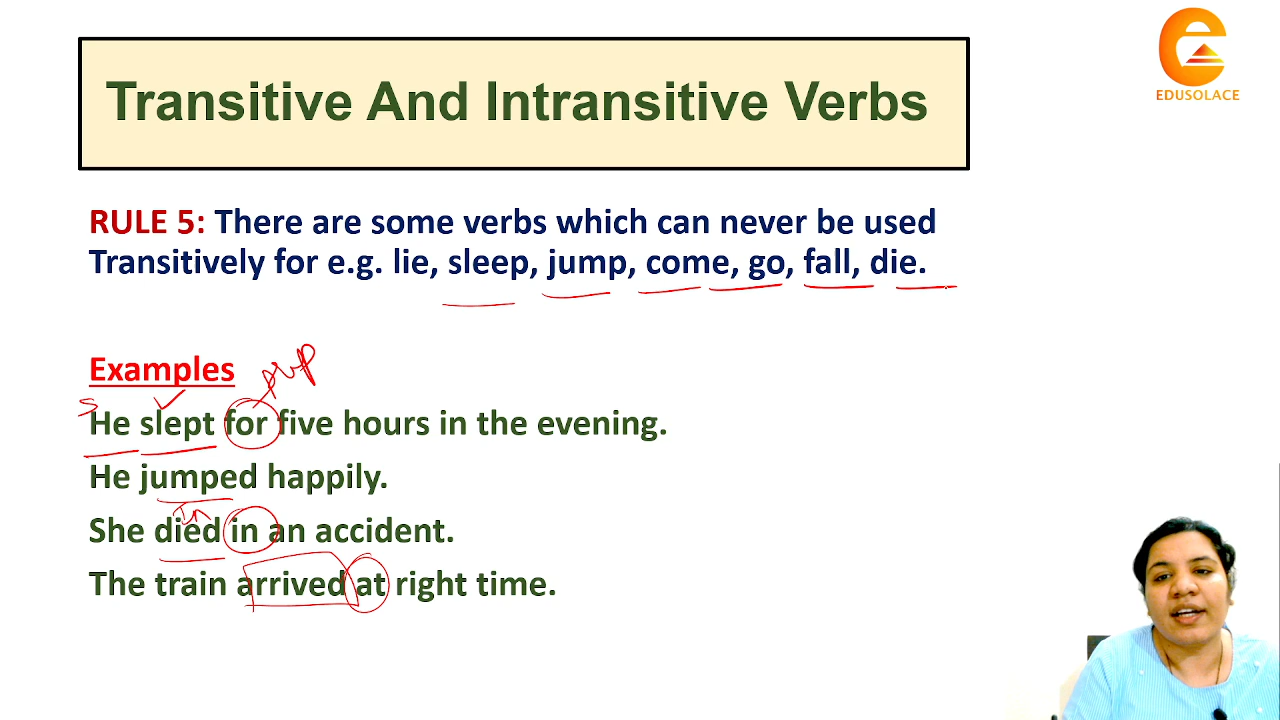 Transitive And Intransitive Verbs
EDUSOLACE
RULE 5: There are some verbs which can never be used
Transitively for e.g. lie, sleep, jump, come, go, fall, die.
Examples
prep
S
He slept for five hours in the evening.
He jumped happily.
In
She died in an accident.
The train arrived at right time.